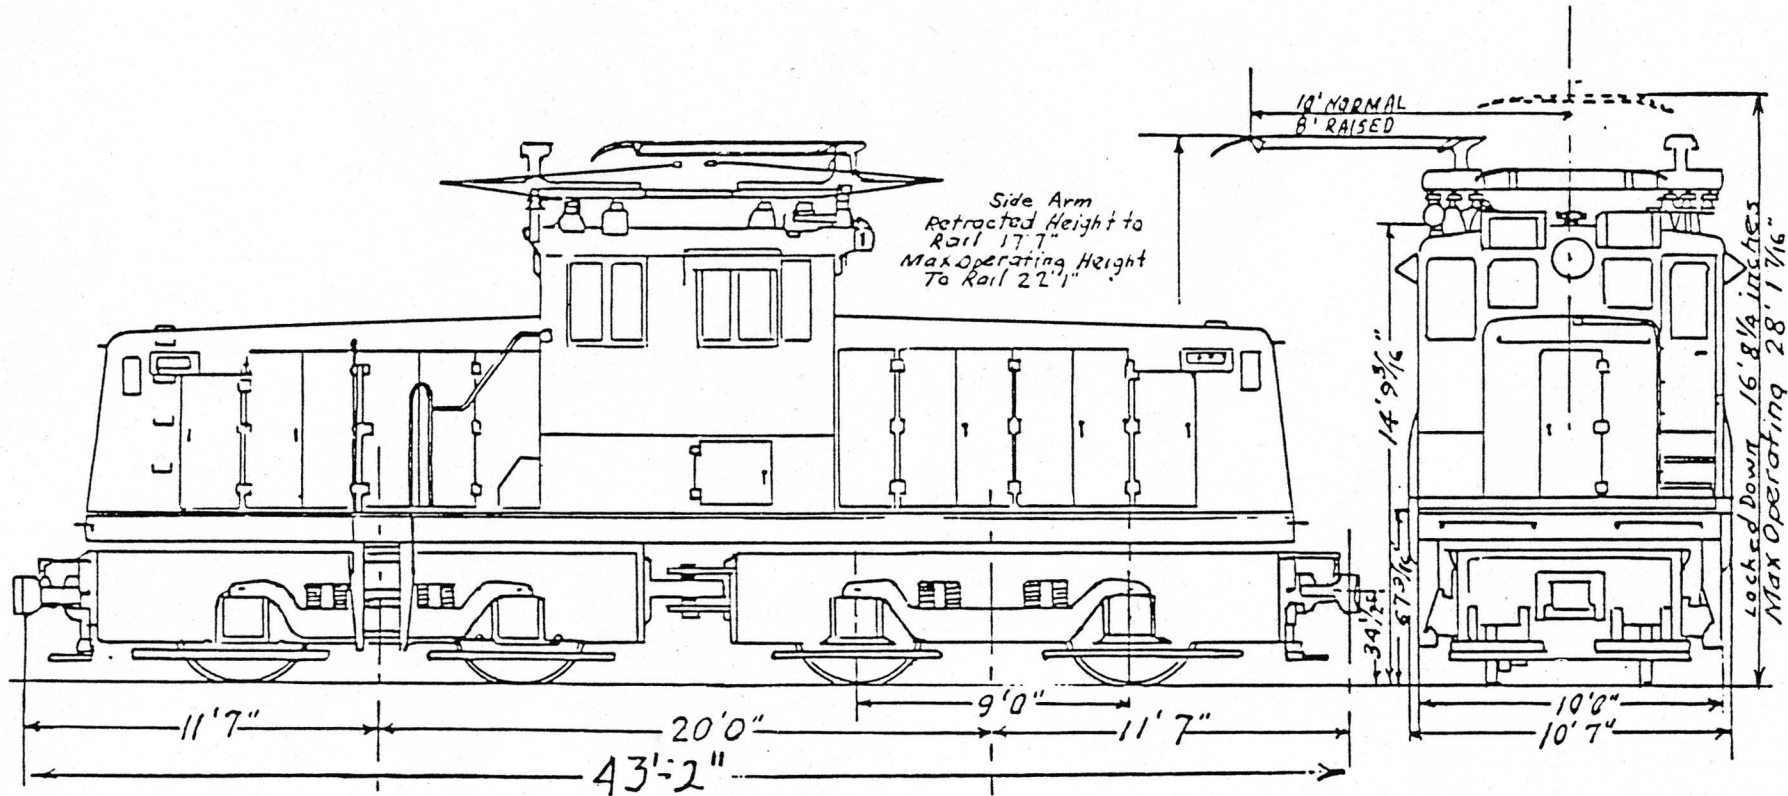 10' NORMAL
8' RAISED
Side Arm
Retracted Height to
Rail 17'7"
Max Operating Height
To Rail 22'1"
14' 9 3/16"
Locked Down 16' 8 1/4 inches
Max Operating 28' 1 7/16"
34 1/2"
67 3/16"
9'0"
11'7"
20'0"
11'7"
43'-2"
10'0"
10'7"